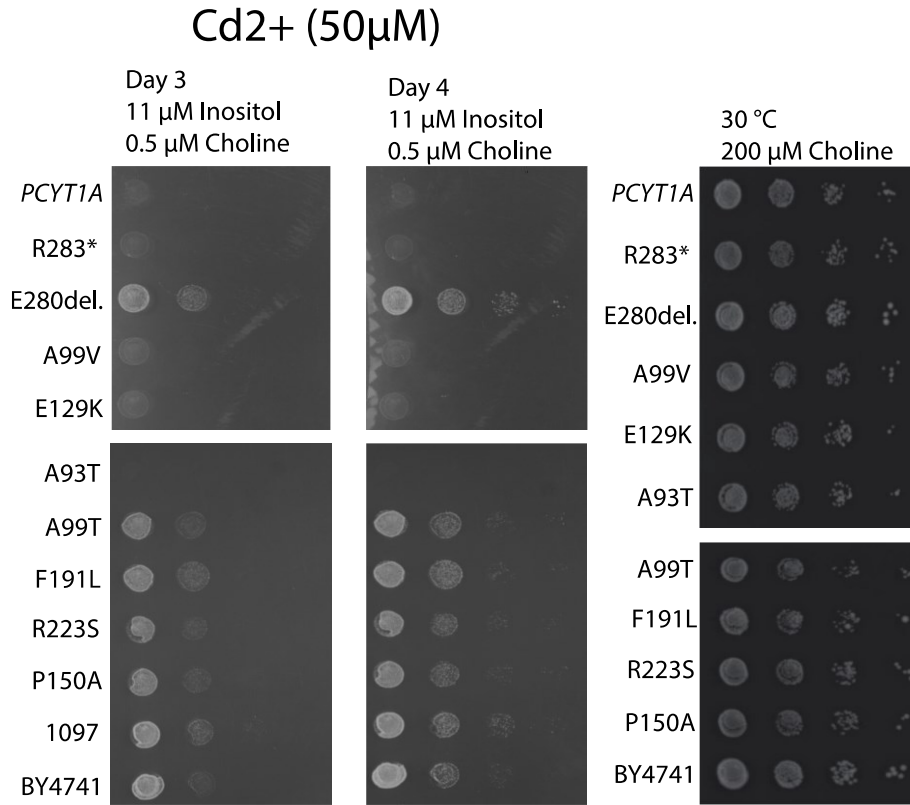 Cd2+ (50µM)
Day 3
11 µM Inositol
0.5 µM Choline
Day 4
11 µM Inositol
0.5 µM Choline
30 °C
200 µM Choline
PCYT1A
R283*
E280del.
A99V
E129K
A93T
A99T
F191L
R223S
P150A
1097
BY4741
PCYT1A
R283*
E280del.
A99V
E129K
A93T
A99T
F191L
R223S
P150A
BY4741